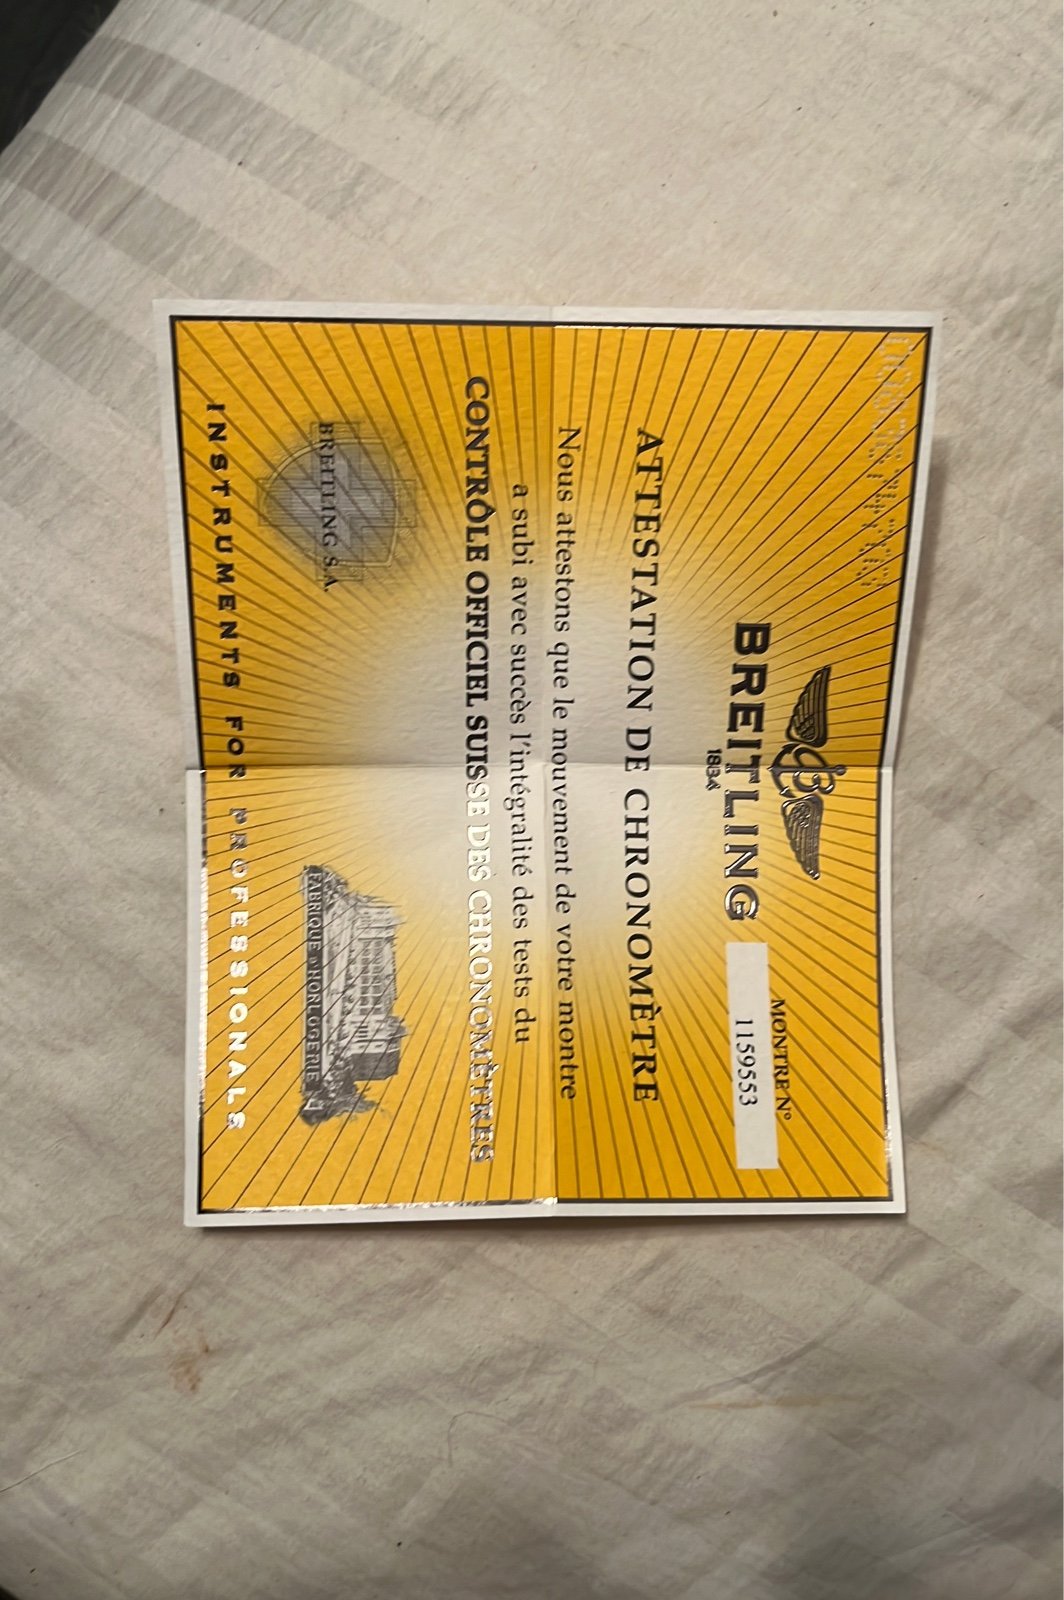 BREITLING
1884
MONTRE Nº
1159553
ATTESTATION DE CHRONOMÈTRE
Nous attestons que le mouvement de votre montre
a subi avec succès l'intégralité des tests du
CONTRÔLE OFFICIEL SUISSE DES CHRONOMÈTRES
BREITLING S.A.
FABRIQUE D'HORLOGERIE
INSTRUMENTS FOR PROFESSIONALS